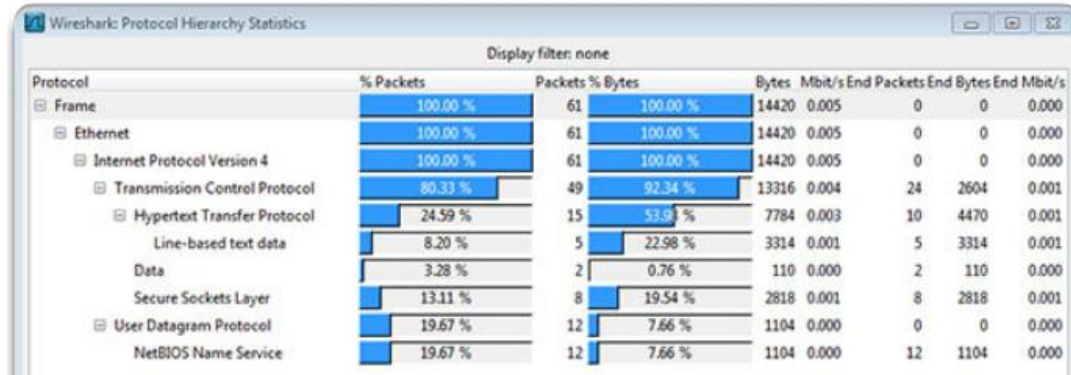 Wireshark: Protocol Hierarchy Statistics
Display filter: none
Protocol % Packets Packets % Bytes Bytes Mbit/s End Packets End Bytes End Mbit/s
Frame 100.00 % 61 100.00 % 14420 0.005 0 0 0.000
Ethernet 100.00 % 61 100.00 % 14420 0.005 0 0 0.000
Internet Protocol Version 4 100.00 % 61 100.00 % 14420 0.005 0 0 0.000
Transmission Control Protocol 80.33 % 49 92.34 % 13316 0.004 24 2604 0.001
Hypertext Transfer Protocol 24.59 % 15 53.98 % 7784 0.003 10 4470 0.001
Line-based text data 8.20 % 5 22.98 % 3314 0.001 5 3314 0.001
Data 3.28 % 2 0.76 % 110 0.000 2 110 0.000
Secure Sockets Layer 13.11 % 8 19.54 % 2818 0.001 8 2818 0.001
User Datagram Protocol 19.67 % 12 7.66 % 1104 0.000 0 0 0.000
NetBIOS Name Service 19.67 % 12 7.66 % 1104 0.000 12 1104 0.000